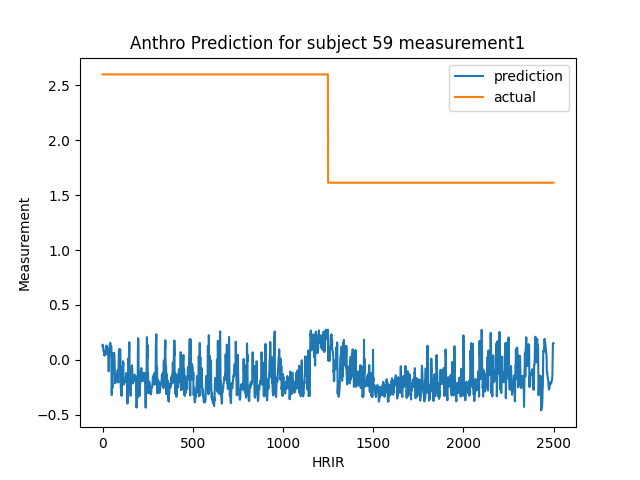 Anthro Prediction for subject 59 measurement1
prediction
actual
Measurement
2.5
2.0
1.5
1.0
0.5
0.0
−0.5
0
500
1000
1500
2000
2500
HRIR